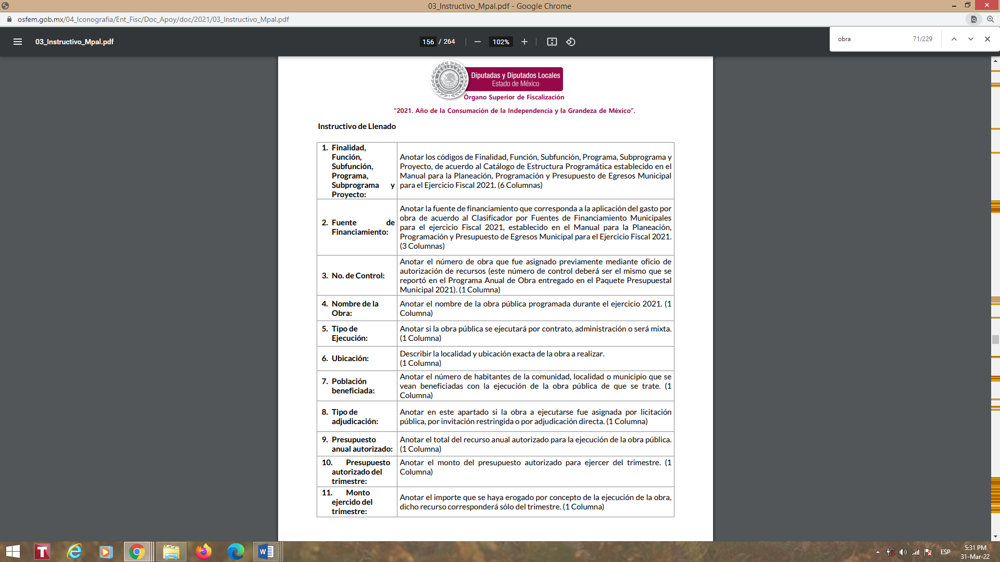 03_Instructivo_Mpal.pdf - Google Chrome
osfem.gob.mx/04_Iconografia/Ent_Fisc/Doc_Apoy/doc/2021/03_Instructivo_Mpal.pdf
03_Instructivo_Mpal.pdf
156 / 264
102%
obra
71/229
Diputadas y Diputados Locales
Estado de México
Órgano Superior de Fiscalización
"2021. Año de la Consumación de la Independencia y la Grandeza de México".
Instructivo de Llenado
1. Finalidad,
Función,
Subfunción,
Programa,
Subprograma y
Proyecto:
Anotar los códigos de Finalidad, Función, Subfunción, Programa, Subprograma y
Proyecto, de acuerdo al Catálogo de Estructura Programática establecido en el
Manual para la Planeación, Programación y Presupuesto de Egresos Municipal
para el Ejercicio Fiscal 2021. (6 Columnas)
2. Fuente de
Financiamiento:
Anotar la fuente de financiamiento que corresponda a la aplicación del gasto por
obra de acuerdo al Clasificador por Fuentes de Financiamiento Municipales
para el ejercicio Fiscal 2021, establecido en el Manual para la Planeación,
Programación y Presupuesto de Egresos Municipal para el Ejercicio Fiscal 2021.
(3 Columnas)
3. No. de Control:
Anotar el número de obra que fue asignado previamente mediante oficio de
autorización de recursos (este número de control deberá ser el mismo que se
reportó en el Programa Anual de Obra entregado en el Paquete Presupuestal
Municipal 2021). (1 Columna)
4. Nombre de la
Obra:
Anotar el nombre de la obra pública programada durante el ejercicio 2021. (1
Columna)
5. Tipo de
Ejecución:
Anotar si la obra pública se ejecutará por contrato, administración o será mixta.
(1 Columna)
6. Ubicación:
Describir la localidad y ubicación exacta de la obra a realizar.
(1 Columna)
7. Población
beneficiada:
Anotar el número de habitantes de la comunidad, localidad o municipio que se
vean beneficiadas con la ejecución de la obra pública de que se trate. (1
Columna)
8. Tipo de
adjudicación:
Anotar en este apartado si la obra a ejecutarse fue asignada por licitación
pública, por invitación restringida o por adjudicación directa. (1 Columna)
9. Presupuesto
anual autorizado:
Anotar el total del recurso anual autorizado para la ejecución de la obra pública.
(1 Columna)
10. Presupuesto
autorizado del
trimestre:
Anotar el monto del presupuesto autorizado para ejercer del trimestre. (1
Columna)
11. Monto
ejercido del
trimestre:
Anotar el importe que se haya erogado por concepto de la ejecución de la obra,
dicho recurso corresponderá sólo del trimestre. (1 Columna)
ESP
5:31 PM
31-Mar-22